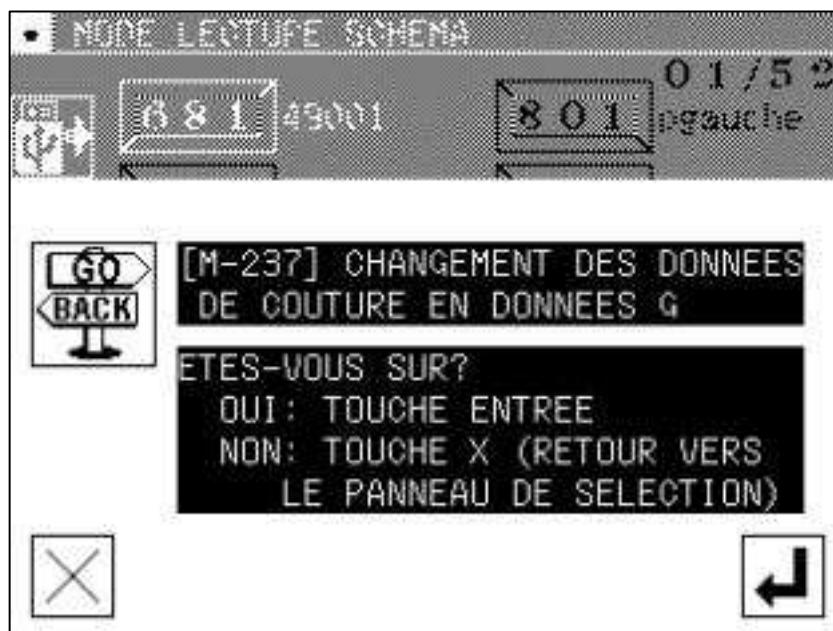 MODE LECTURE SCHEMA
01/52
681 49001
801 pgauche
GO
BACK
[M-237] CHANGEMENT DES DONNEES
DE COUTURE EN DONNEES G
ETES-VOUS SUR?
OUI: TOUCHE ENTREE
NON: TOUCHE X (RETOUR VERS
LE PANNEAU DE SELECTION)